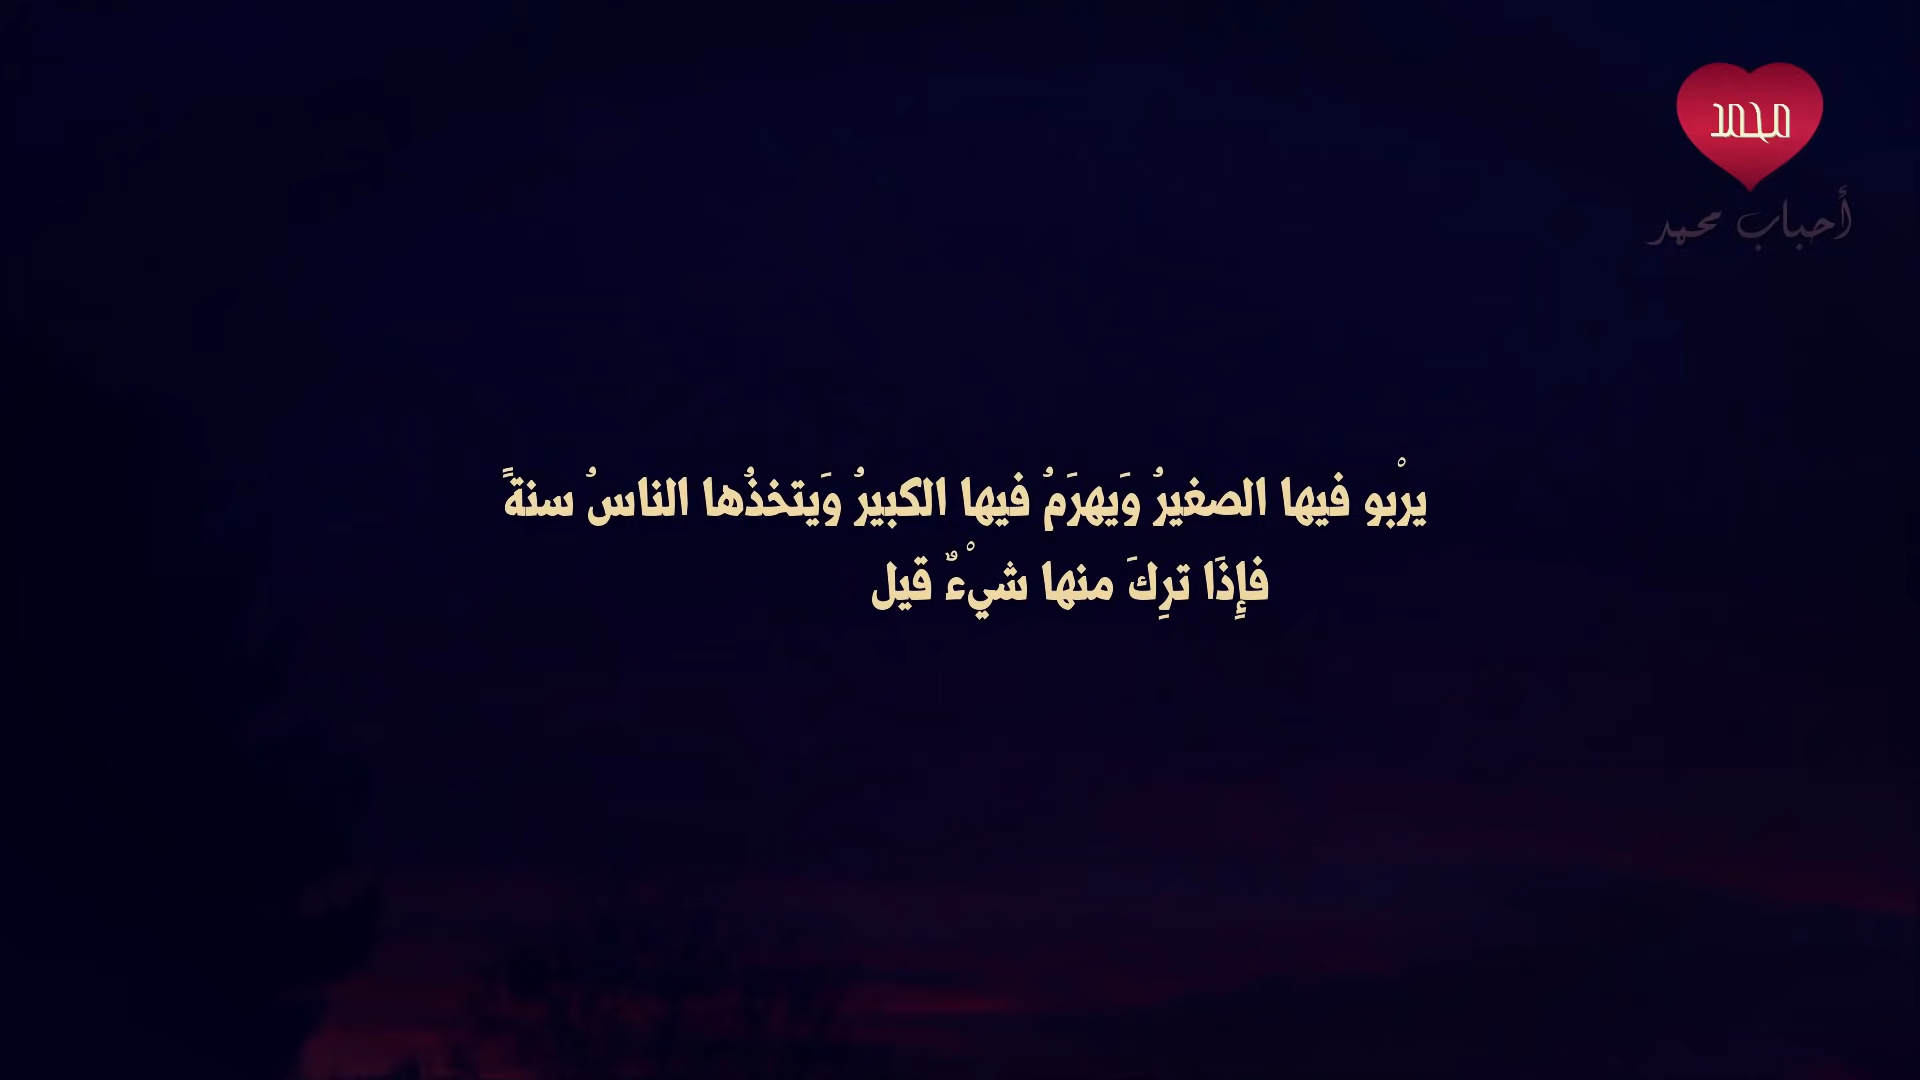 محمد
أحباب محمد
يرْبو فيها الصغيرُ وَيهرَمُ فيها الكبيرُ وَيتخذُها الناسُ سنةً
فإِذَا ترِكَ منها شيْءٌ قيل